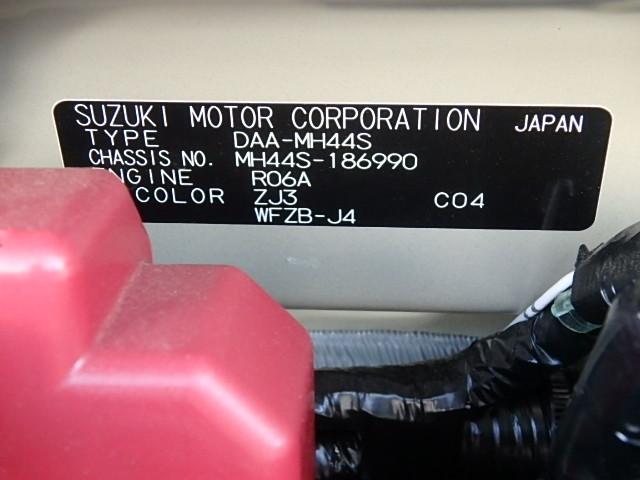 SUZUKI MOTOR CORPORATION JAPAN
TYPE DAA-MH44S
CHASSIS NO. MH44S-186990
ENGINE R06A
COLOR ZJ3 C04
WFZB-J4